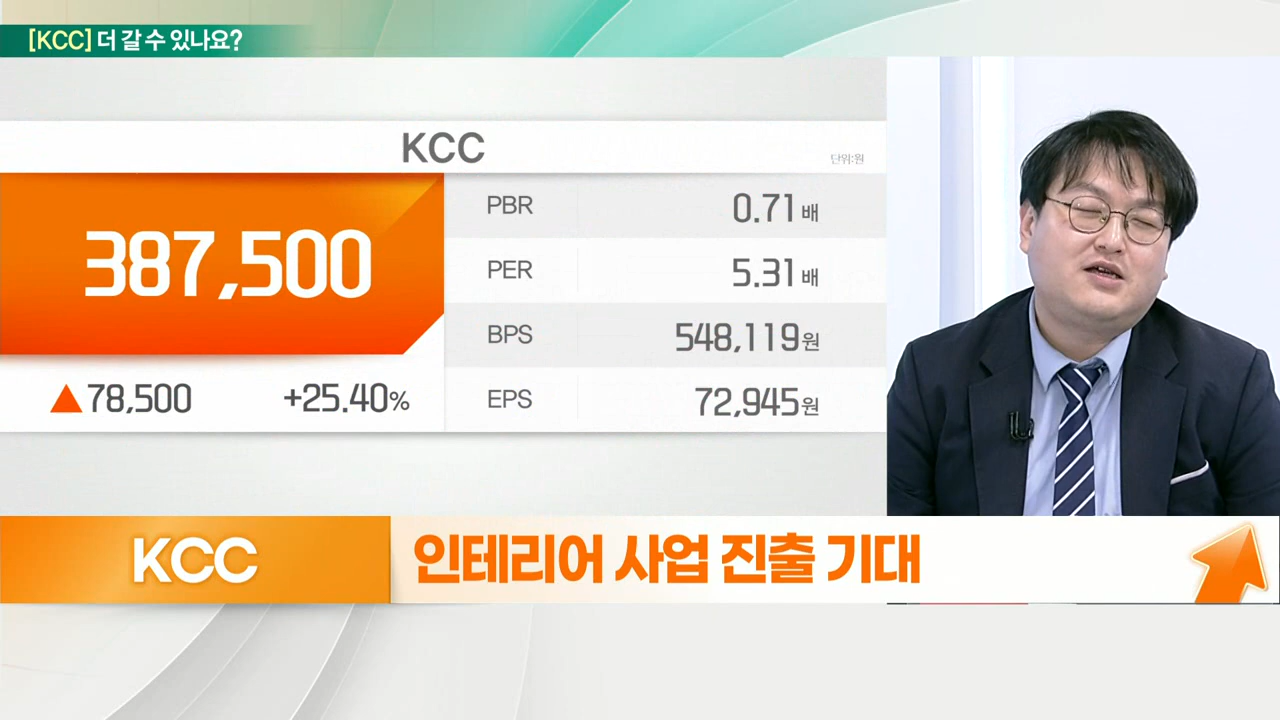 [KCC] 더 갈 수 있나요?
KCC
단위:원
387,500
▲78,500 +25.40%
PBR 0.71배
PER 5.31배
BPS 548,119원
EPS 72,945원
KCC 인테리어 사업 진출 기대